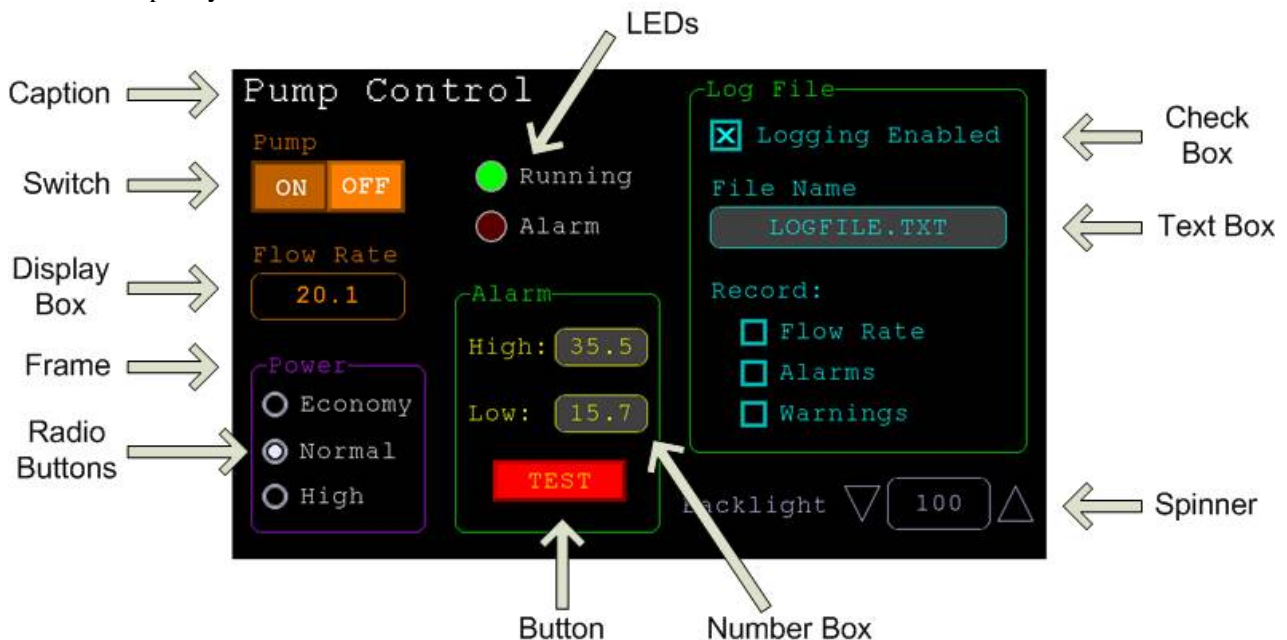 LEDs
Caption
Pump Control
Log File
Check
Box
Logging Enabled
Pump
Switch
ON OFF
Running
File Name
Alarm
LOGFILE.TXT
Text Box
Display
Box
Flow Rate
20.1
Alarm
Record:
Flow Rate
Frame
Power
High: 35.5
Alarms
Economy
Low: 15.7
Warnings
Radio
Buttons
Normal
High
TEST
Backlight 100
Spinner
Button
Number Box